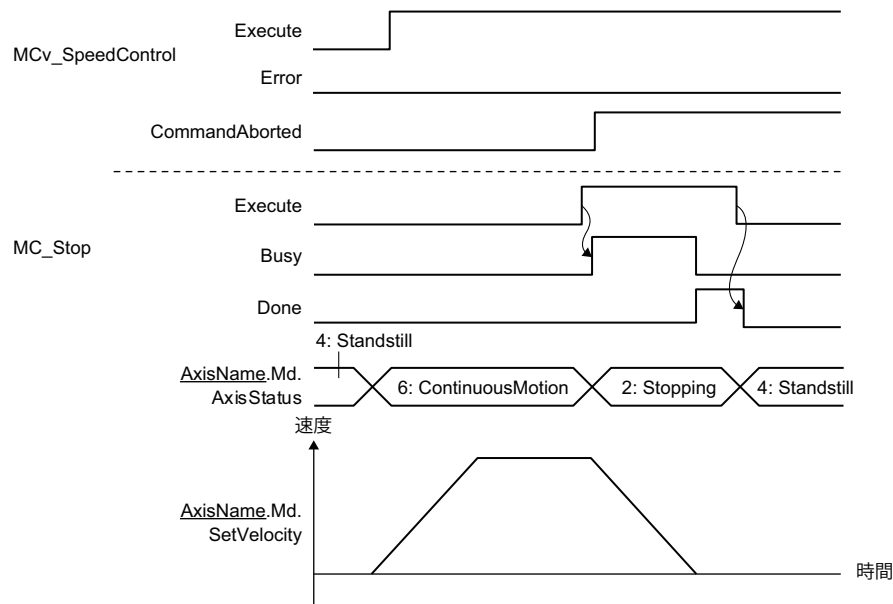 Execute
MCv_SpeedControl
Error
CommandAborted
Execute
MC_Stop
Busy
Done
4: Standstill
AxisName.Md.
AxisStatus
6: ContinuousMotion
2: Stopping
4: Standstill
速度
AxisName.Md.
SetVelocity
時間